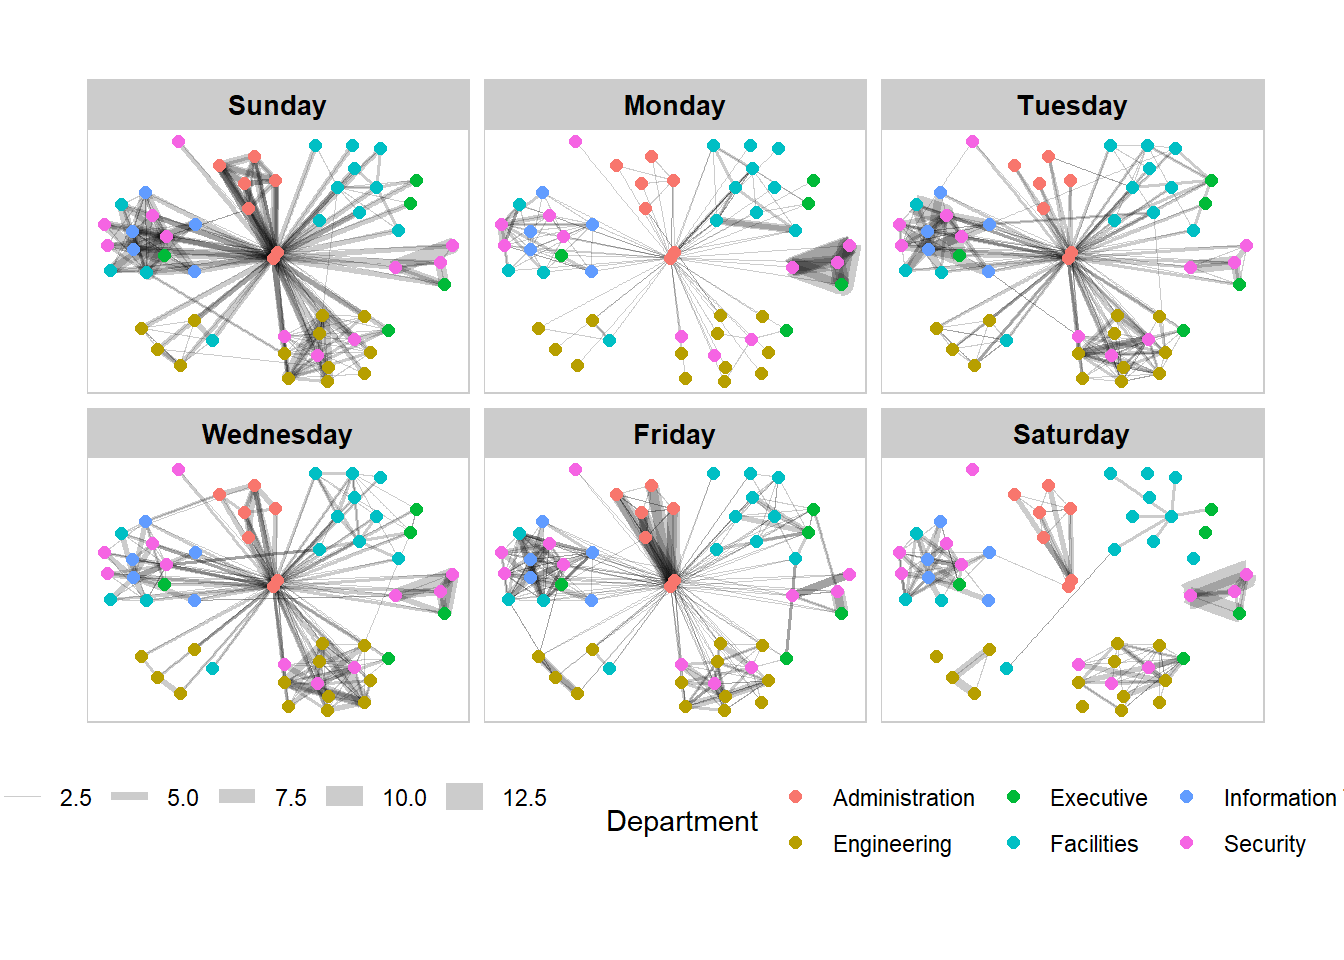 Sunday
Monday
Tuesday
Wednesday
Friday
Saturday
2.5
5.0
7.5
10.0
12.5
Department
Administration
Executive
Information
Engineering
Facilities
Security